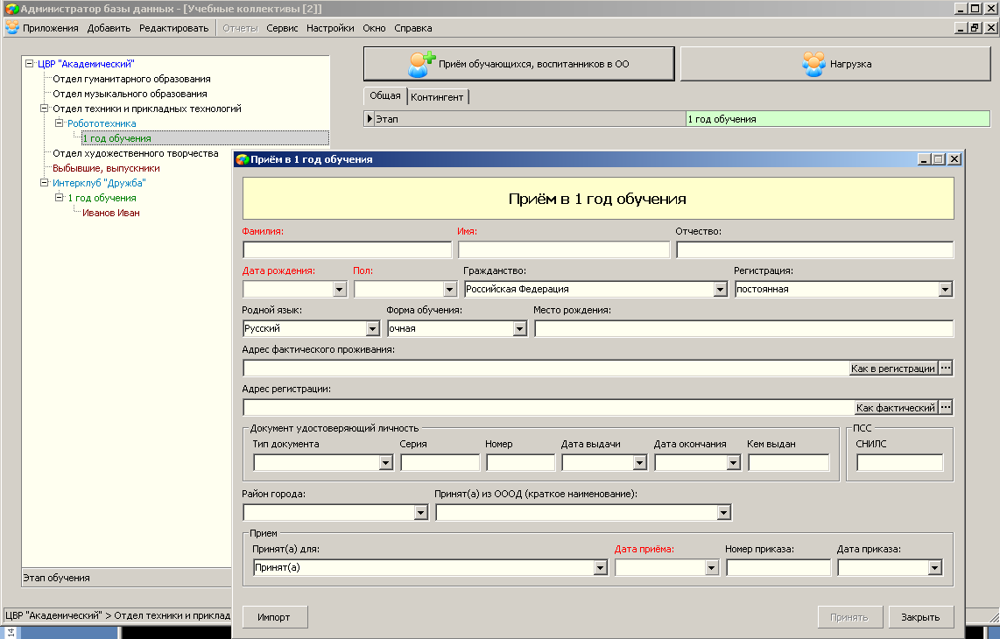 Администратор базы данных - [Учебные коллективы [2]]
Приложения Добавить Редактировать Отчеты Сервис Настройки Окно Справка
ЦВР "Академический"
Отдел гуманитарного образования
Отдел музыкального образования
Отдел техники и прикладных технологий
Робототехника
1 год обучения
Отдел художественного творчества
Выбывшие, выпускники
Интерклуб "Дружба"
1 год обучения
Иванов Иван
Этап обучения
ЦВР "Академический" > Отдел техники и приклад
14
Приём обучающихся, воспитанников в ОО
Нагрузка
Общая Контингент
Этап 1 год обучения
Приём в 1 год обучения
Приём в 1 год обучения
Фамилия: Имя: Отчество:
Дата рождения: Пол: Гражданство: Регистрация:
Российская Федерация постоянная
Родной язык: Форма обучения: Место рождения:
Русский очная
Адрес фактического проживания:
Как в регистрации ...
Адрес регистрации:
Как фактический ...
Документ удостоверяющий личность ПСС
Тип документа Серия Номер Дата выдачи Дата окончания Кем выдан СНИЛС
Район города: Принят(а) из ОООД (краткое наименование):
Прием
Принят(а) для: Дата приёма: Номер приказа: Дата приказа:
Принят(а)
Импорт Принять Закрыть